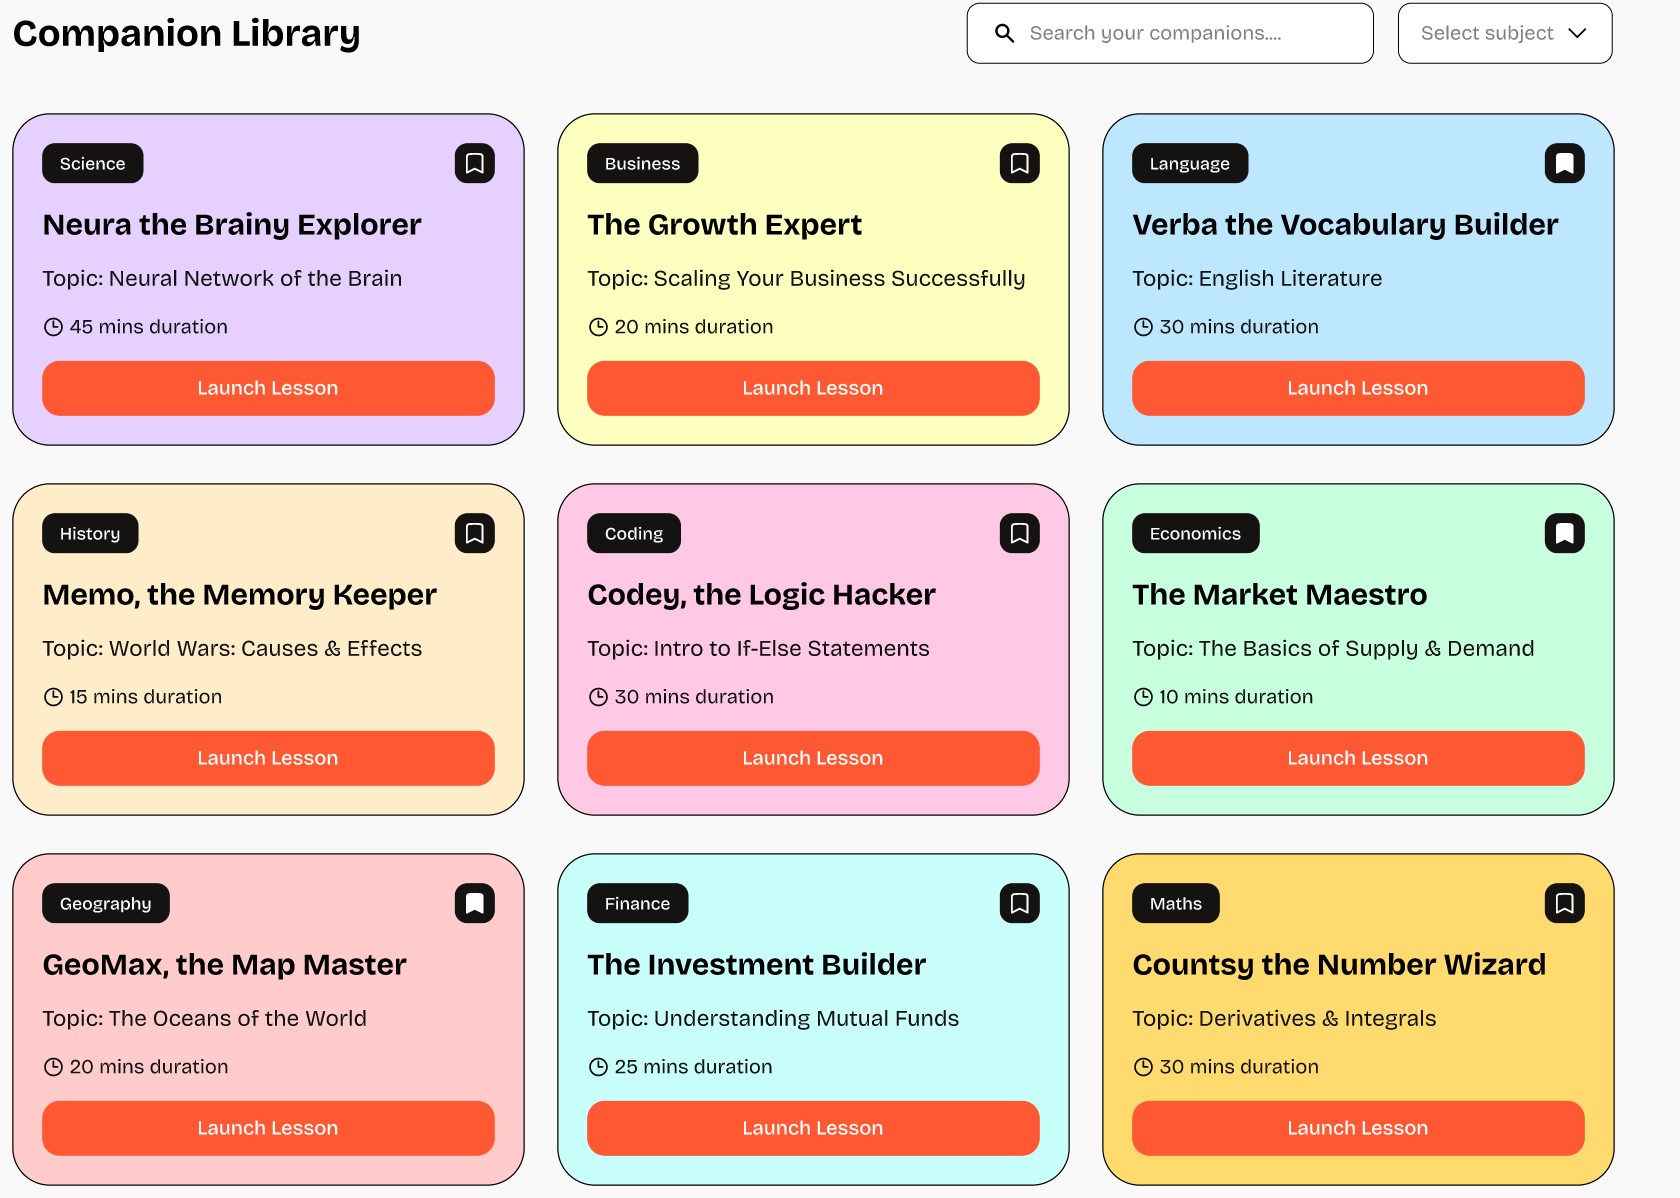 Companion Library
Search your companions....
Select subject
Science
Neura the Brainy Explorer
Topic: Neural Network of the Brain
45 mins duration
Launch Lesson
Business
The Growth Expert
Topic: Scaling Your Business Successfully
20 mins duration
Launch Lesson
Language
Verba the Vocabulary Builder
Topic: English Literature
30 mins duration
Launch Lesson
History
Memo, the Memory Keeper
Topic: World Wars: Causes & Effects
15 mins duration
Launch Lesson
Coding
Codey, the Logic Hacker
Topic: Intro to If-Else Statements
30 mins duration
Launch Lesson
Economics
The Market Maestro
Topic: The Basics of Supply & Demand
10 mins duration
Launch Lesson
Geography
GeoMax, the Map Master
Topic: The Oceans of the World
20 mins duration
Launch Lesson
Finance
The Investment Builder
Topic: Understanding Mutual Funds
25 mins duration
Launch Lesson
Maths
Countsy the Number Wizard
Topic: Derivatives & Integrals
30 mins duration
Launch Lesson